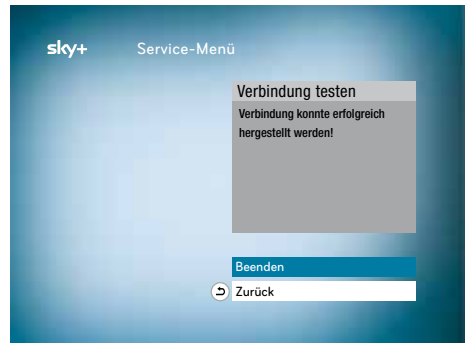 sky+ Service-Menü
Verbindung testen
Verbindung konnte erfolgreich
hergestellt werden!
Beenden
Zurück